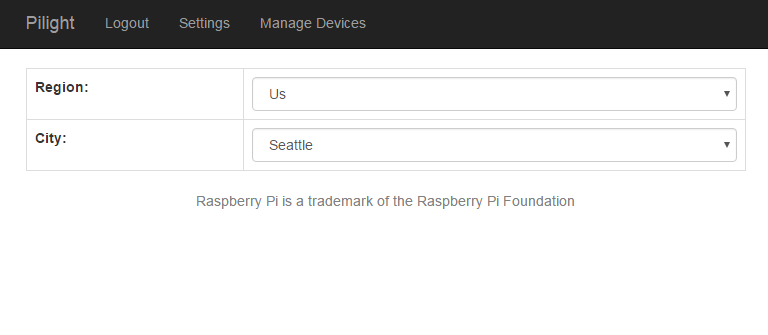 Pilight Logout Settings Manage Devices
Region: Us
City: Seattle
Raspberry Pi is a trademark of the Raspberry Pi Foundation